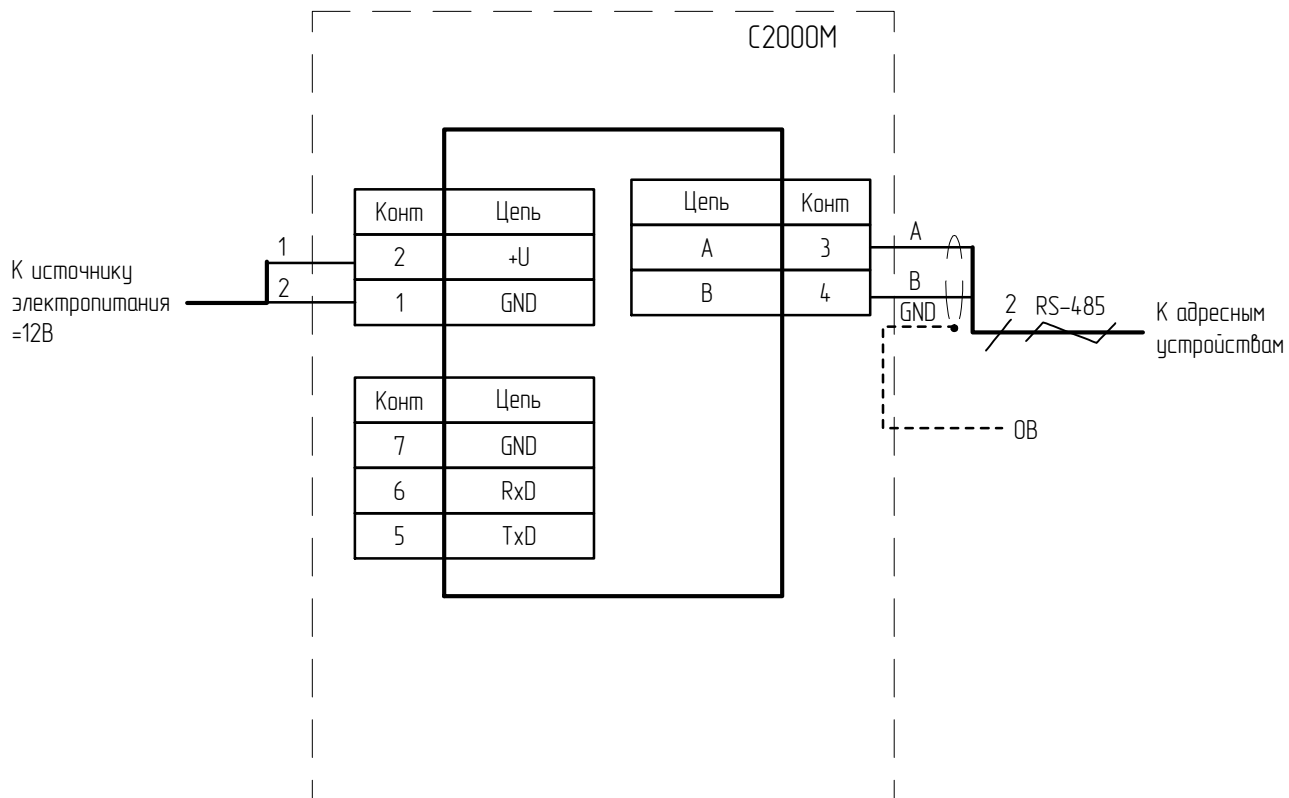 С2000М
Конт Цепь
2 +U
1 GND
Цепь Конт
А 3
В 4
1
2
К источнику
электропитания
=12В
А
В
GND
2 RS-485
К адресным
устройствам
0В
Конт Цепь
7 GND
6 RxD
5 TxD